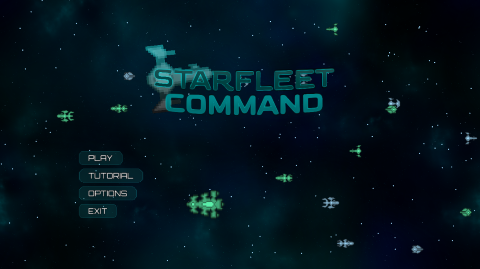 STARFLEET
COMMAND
PLAY
TUTORIAL
OPTIONS
EXIT